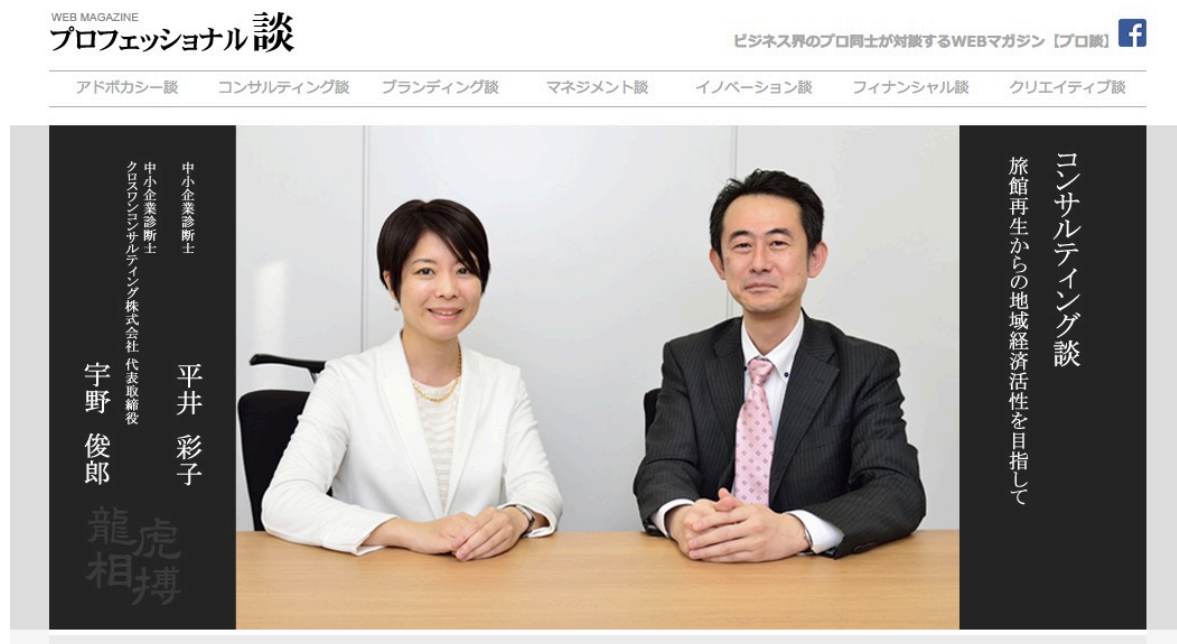 WEB MAGAZINE
プロフェッショナル談
ビジネス界のプロ同士が対談するWEBマガジン【プロ談】
f
アドボカシー談
コンサルティング談
ブランディング談
マネジメント談
イノベーション談
フィナンシャル談
クリエイティブ談
コンサルティング談
旅館再生からの地域経済活性を目指して
中小企業診断士
平井 彩子
中小企業診断士
クロスワンコンサルティング株式会社 代表取締役
宇野 俊郎
龍虎
相搏